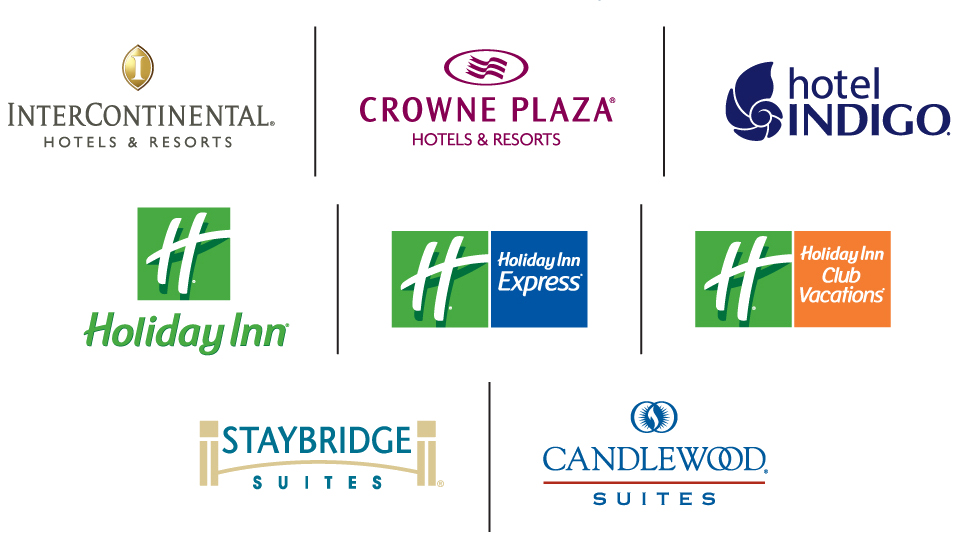 I
INTERCONTINENTAL®
HOTELS & RESORTS
CROWNE PLAZA®
HOTELS & RESORTS
hotel
INDIGO.
H
Holiday Inn®
H
Holiday Inn
Express®
H
Holiday Inn
Club
Vacations®
STAYBRIDGE
SUITES®
CANDLEWOOD®
SUITES